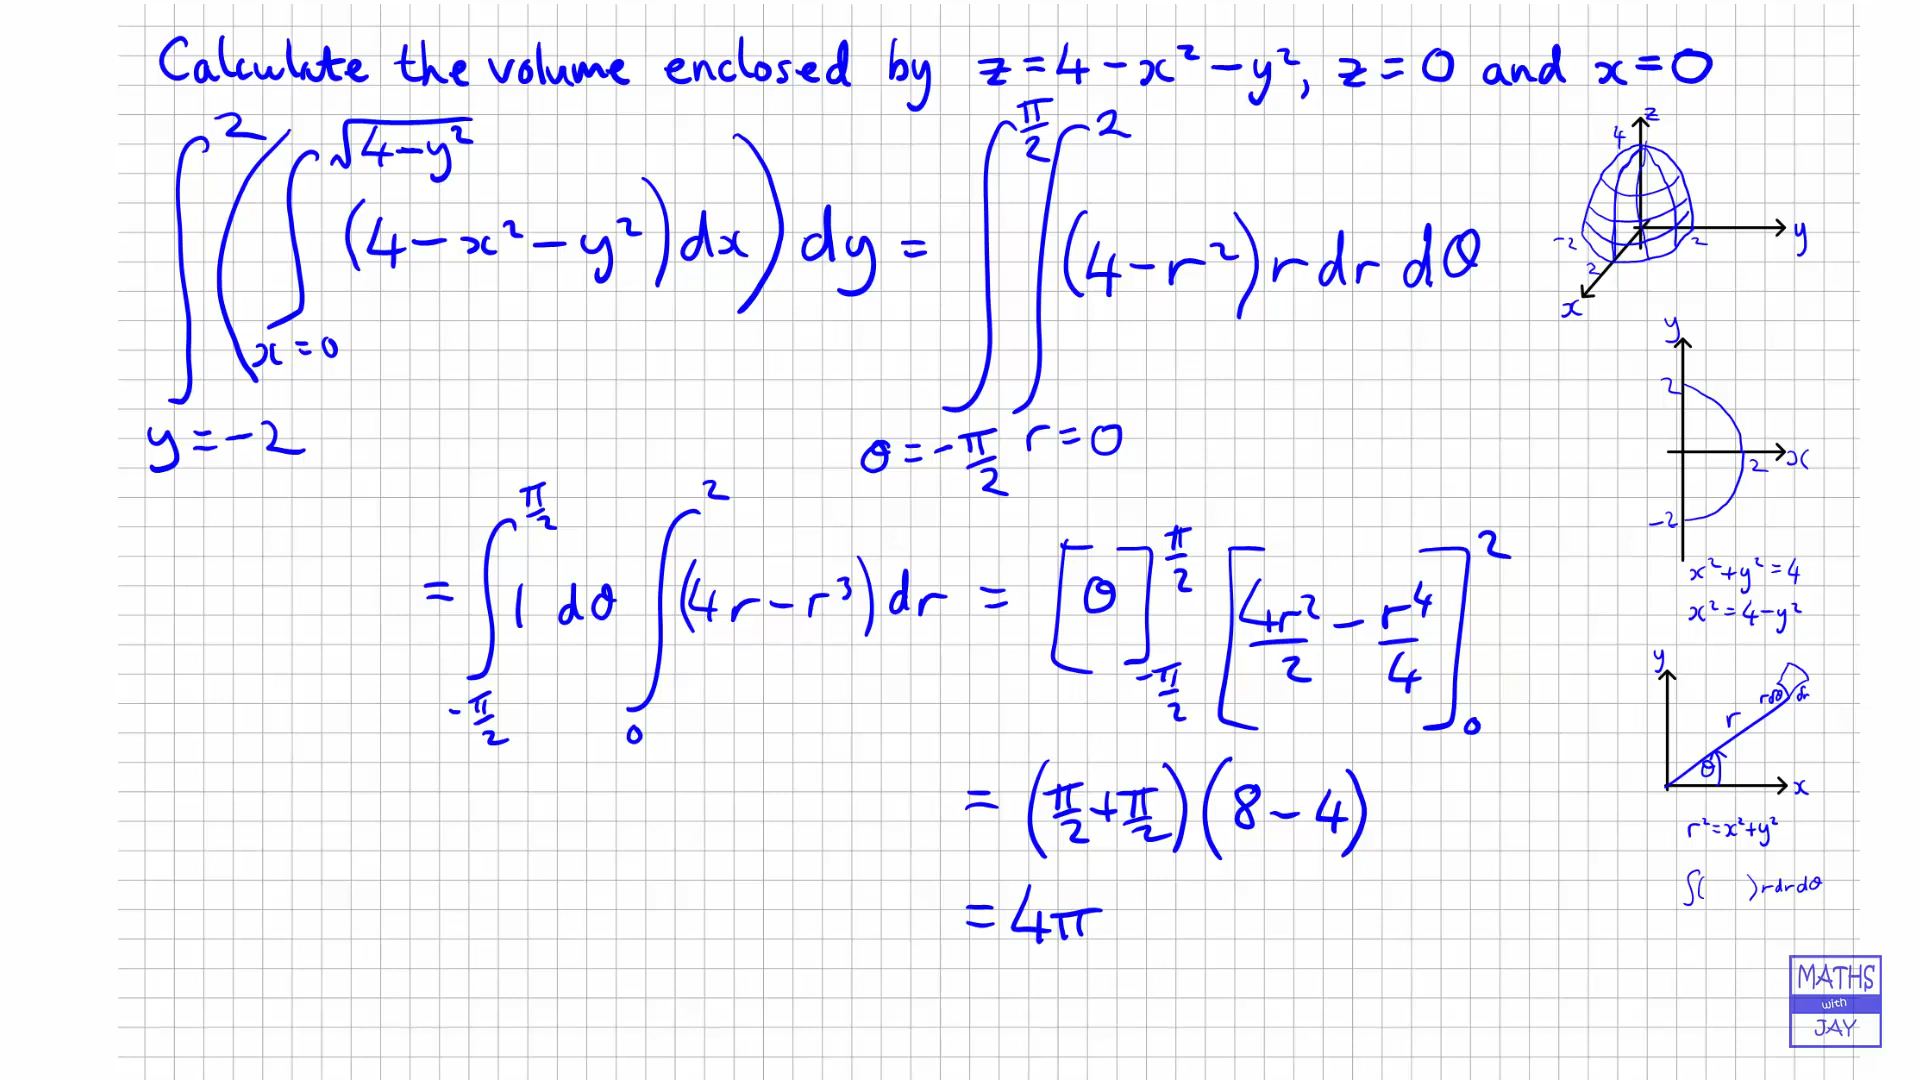 Calculate the volume enclosed by z=4-x²-y², z=0 and x=0
∫_{y=-2}^{2} (∫_{x=0}^{√(4-y²)} (4-x²-y²)dx) dy = ∫_{θ=-π/2}^{π/2} ∫_{r=0}^{2} (4-r²) r dr dθ
= ∫_{-π/2}^{π/2} 1 dθ ∫_{0}^{2} (4r-r³) dr = [θ]_{-π/2}^{π/2} [4r²/2 - r⁴/4]_{0}^{2}
= (π/2+π/2)(8-4)
= 4π
z
4
-2
2
y
2
x
y
2
2
x
-2
x²+y²=4
x²=4-y²
y
rdθ dr
r
θ
x
r²=x²+y²
∫( )rdrdθ
MATHS
with
JAY